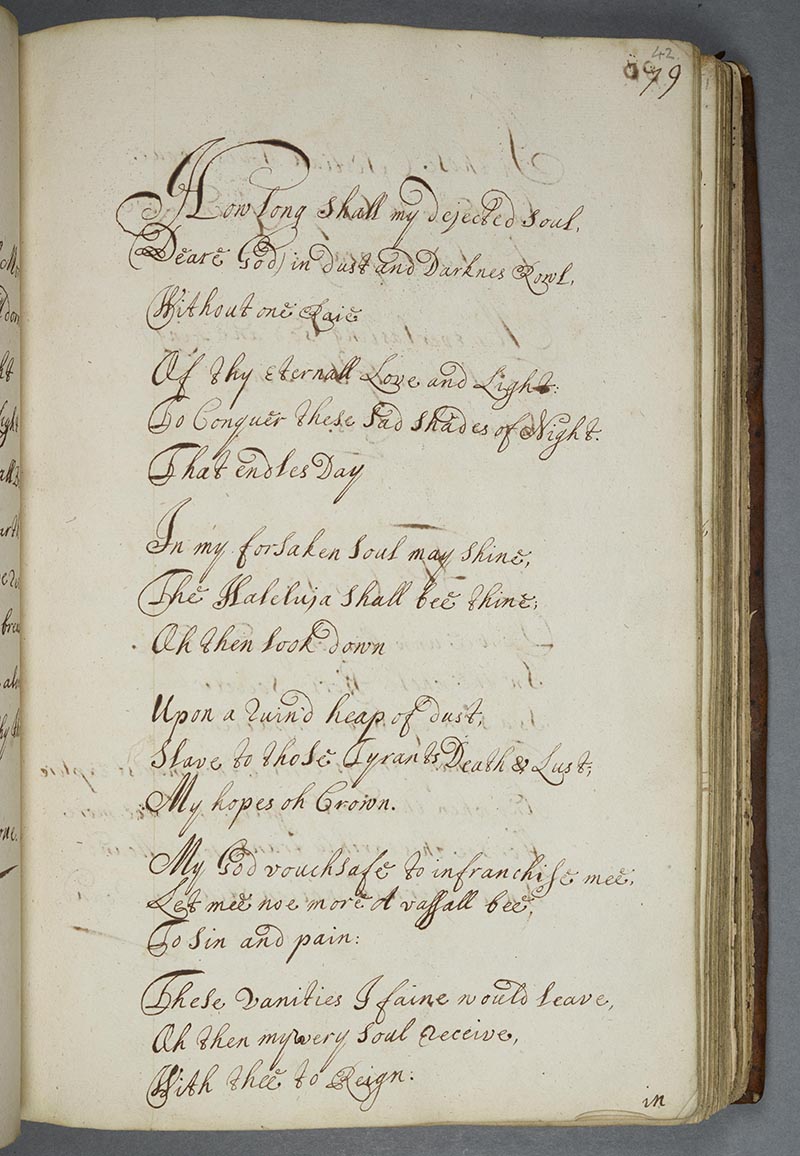 42
79
How long shall my dejected soul,
(Deare God) in dust and Darknes Rowl,
Without one Raie
Of thy eternall Love and Light:
To Conquer these sad shades of Night.
That endles Day
In my forsaken soul may shine,
The Haleluja shall bee thine;
Oh then look down
Upon a ruin'd heap of dust,
Slave to those Tyrants Death & Lust;
My hopes oh Crown.
My God vouchsafe to infranchise mee,
Let mee noe more A vassall bee,
To sin and pain:
These vanities I faine would leave,
Oh then my very soul receive,
With thee to Reign.
in